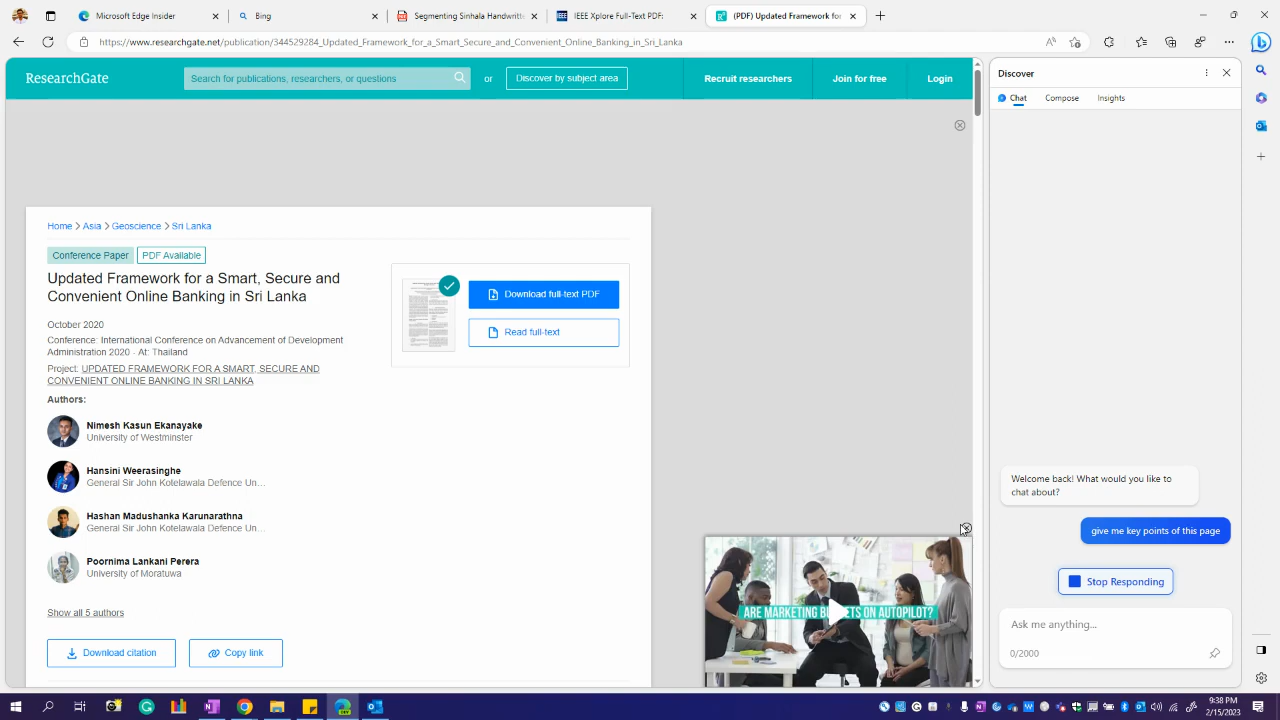 Microsoft Edge Insider
Bing
Segmenting Sinhala Handwritt
IEEE Xplore Full-Text PDF:
(PDF) Updated Framework for
https://www.researchgate.net/publication/344529284_Updated_Framework_for_a_Smart_Secure_and_Convenient_Online_Banking_in_Sri_Lanka
ResearchGate
Search for publications, researchers, or questions
or
Discover by subject area
Recruit researchers
Join for free
Login
Home > Asia > Geoscience > Sri Lanka
Conference Paper
PDF Available
Updated Framework for a Smart, Secure and
Convenient Online Banking in Sri Lanka
October 2020
Conference: International Conference on Advancement of Development
Administration 2020 - At: Thailand
Project: UPDATED FRAMEWORK FOR A SMART, SECURE AND
CONVENIENT ONLINE BANKING IN SRI LANKA
Authors:
Nimesh Kasun Ekanayake
University of Westminster
Hansini Weerasinghe
General Sir John Kotelawala Defence Un…
Hashan Madushanka Karunarathna
General Sir John Kotelawala Defence Un…
Poornima Lankani Perera
University of Moratuwa
Show all 5 authors
Download citation
Copy link
Download full-text PDF
Read full-text
ARE MARKETING BUDGETS ON AUTOPILOT?
Discover
Chat
Compose
Insights
Welcome back! What would you like to
chat about?
give me key points of this page
Stop Responding
Ask me anything...
0/2000
9:38 PM
2/15/2023